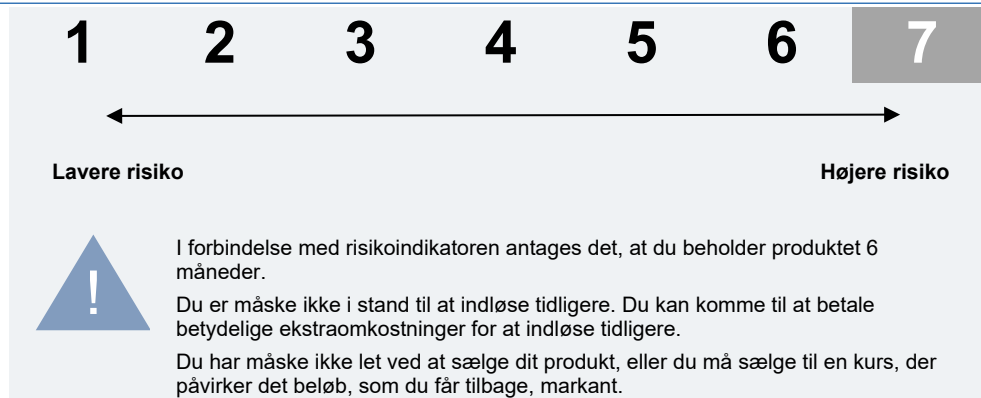 1 2 3 4 5 6 7
Lavere risiko Højere risiko
!
I forbindelse med risikoindikatoren antages det, at du beholder produktet 6
måneder.
Du er måske ikke i stand til at indløse tidligere. Du kan komme til at betale
betydelige ekstraomkostninger for at indløse tidligere.
Du har måske ikke let ved at sælge dit produkt, eller du må sælge til en kurs, der
påvirker det beløb, som du får tilbage, markant.